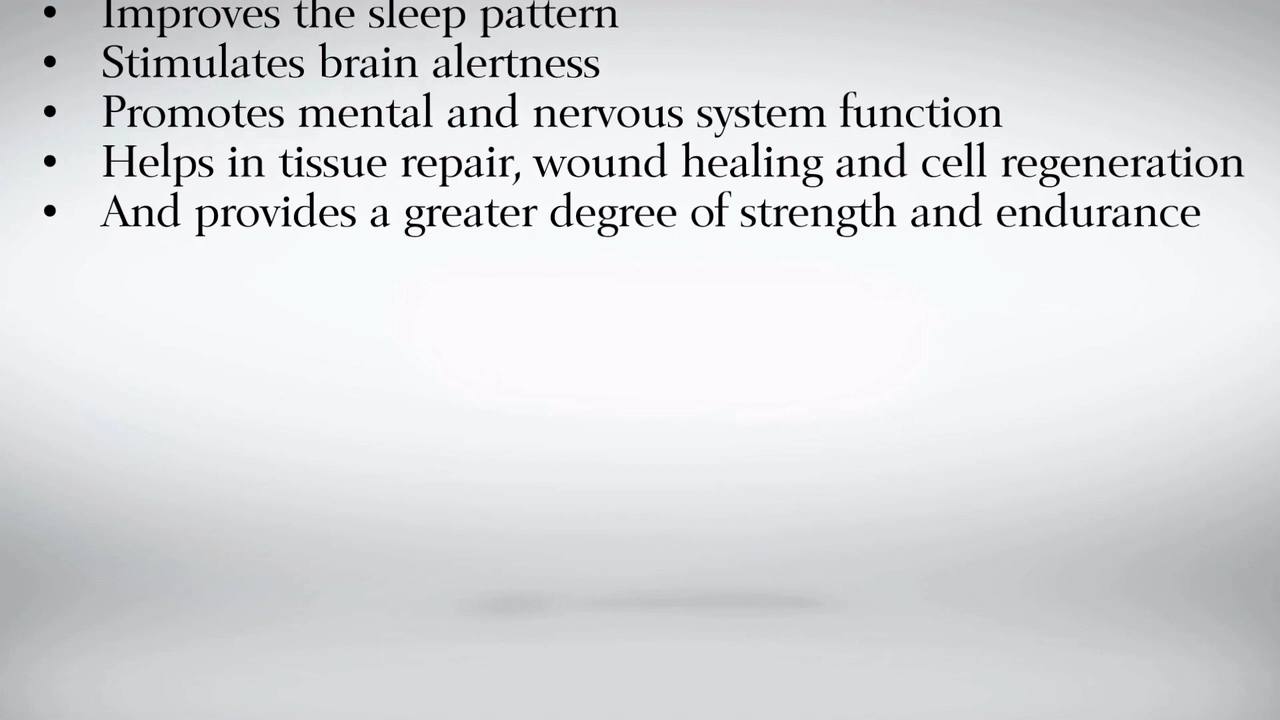 • Improves the sleep pattern
• Stimulates brain alertness
• Promotes mental and nervous system function
• Helps in tissue repair, wound healing and cell regeneration
• And provides a greater degree of strength and endurance